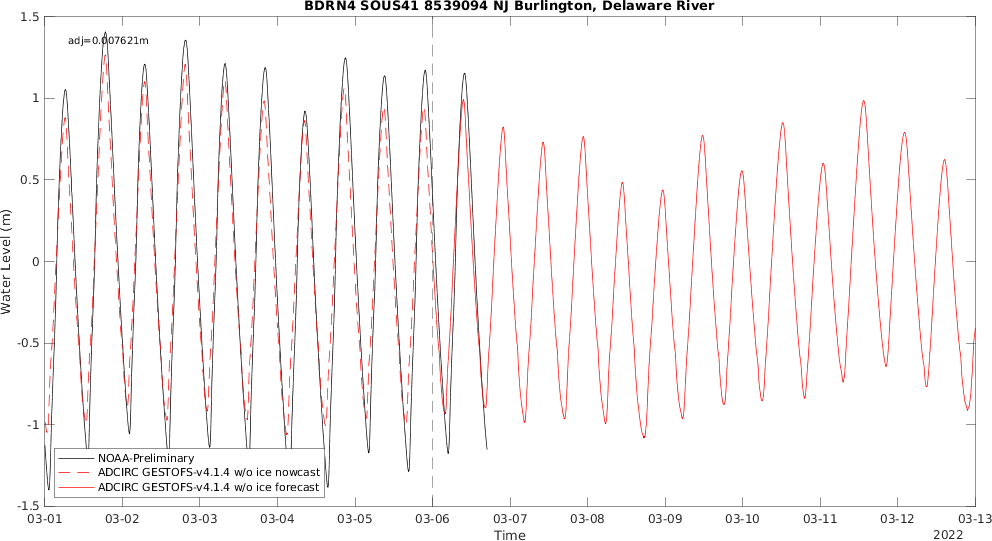 BDRN4 SOUS41 8539094 NJ Burlington, Delaware River
adj=0.007621m
1.5
1
0.5
0
-0.5
-1
-1.5
Water Level (m)
NOAA-Preliminary
ADCIRC GESTOFS-v4.1.4 w/o ice nowcast
ADCIRC GESTOFS-v4.1.4 w/o ice forecast
03-01 03-02 03-03 03-04 03-05 03-06 03-07 03-08 03-09 03-10 03-11 03-12 03-13
Time
2022